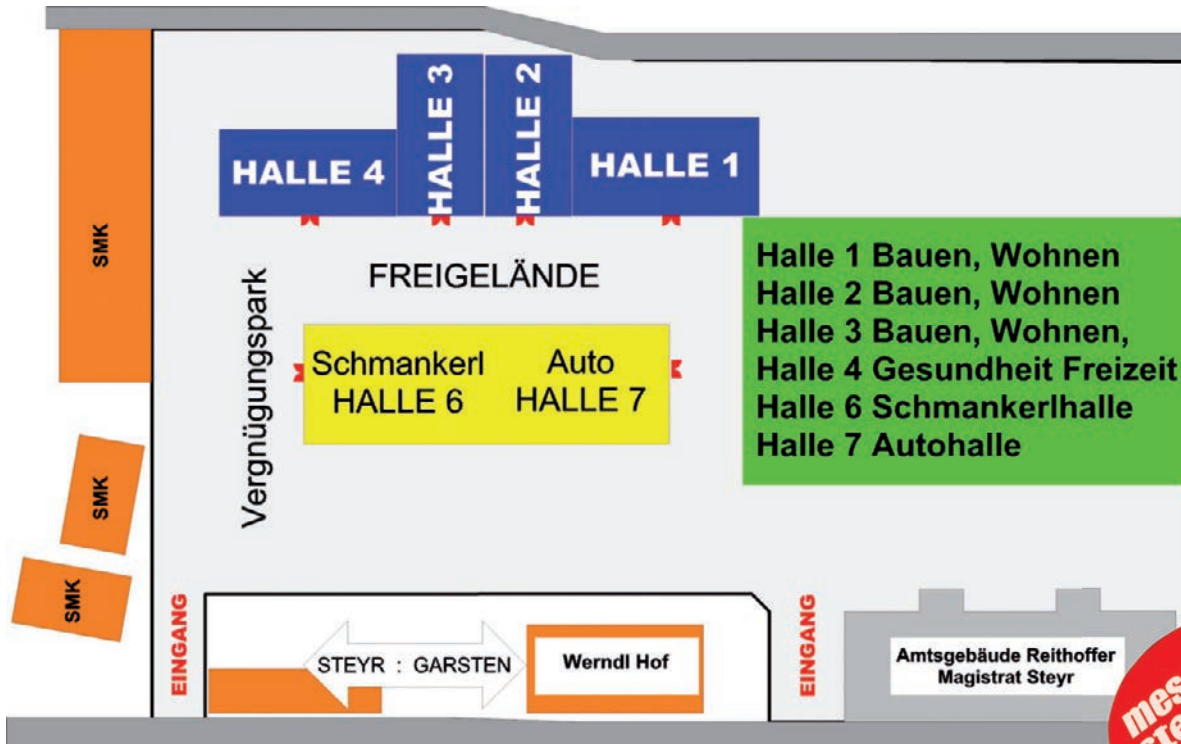 SMK
HALLE 4
HALLE 3
HALLE 2
HALLE 1
FREIGELÄNDE
Vergnügungspark
Schmankerl
HALLE 6
Auto
HALLE 7
Halle 1 Bauen, Wohnen
Halle 2 Bauen, Wohnen
Halle 3 Bauen, Wohnen,
Halle 4 Gesundheit Freizeit
Halle 6 Schmankerlhalle
Halle 7 Autohalle
SMK
SMK
EINGANG
STEYR : GARSTEN
Werndl Hof
EINGANG
Amtsgebäude Reithoffer
Magistrat Steyr